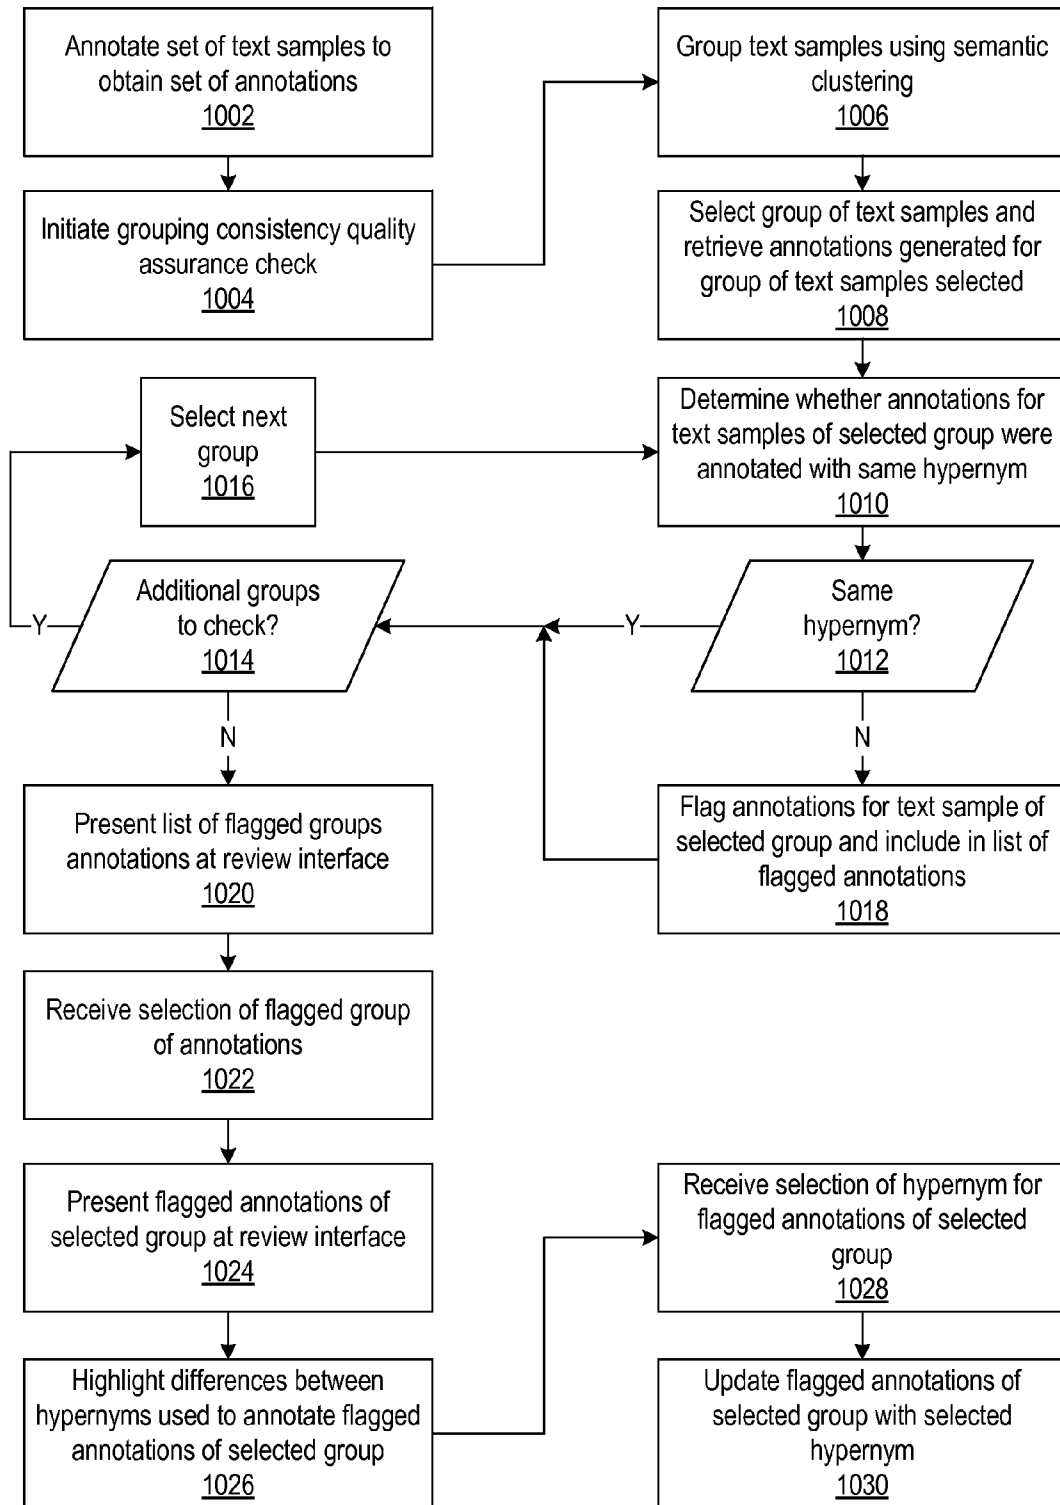 Annotate set of text samples to
obtain set of annotations
1002
Initiate grouping consistency quality
assurance check
1004
Group text samples using semantic
clustering
1006
Select group of text samples and
retrieve annotations generated for
group of text samples selected
1008
Determine whether annotations for
text samples of selected group were
annotated with same hypernym
1010
Select next
group
1016
Same
hypernym?
1012
Y
N
Additional groups
to check?
1014
Y
N
Flag annotations for text sample of
selected group and include in list of
flagged annotations
1018
Present list of flagged groups
annotations at review interface
1020
Receive selection of flagged group
of annotations
1022
Present flagged annotations of
selected group at review interface
1024
Highlight differences between
hypernyms used to annotate flagged
annotations of selected group
1026
Receive selection of hypernym for
flagged annotations of selected
group
1028
Update flagged annotations of
selected group with selected
hypernym
1030